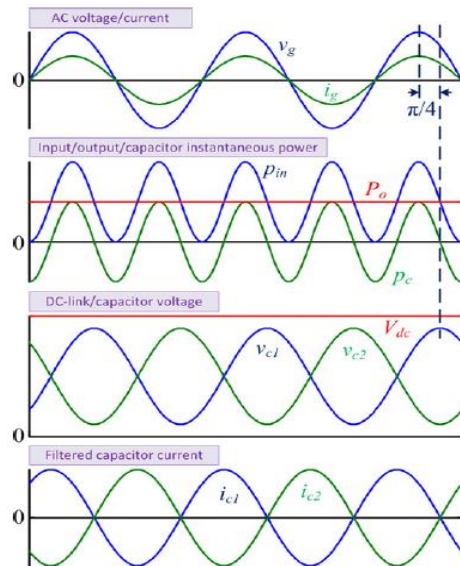 AC voltage/current
v_g
0
i_g
π/4
Input/output/capacitor instantaneous power
p_in
P_o
0
p_c
DC-link/capacitor voltage
V_dc
v_c1 v_c2
0
Filtered capacitor current
0 i_c1 i_c2